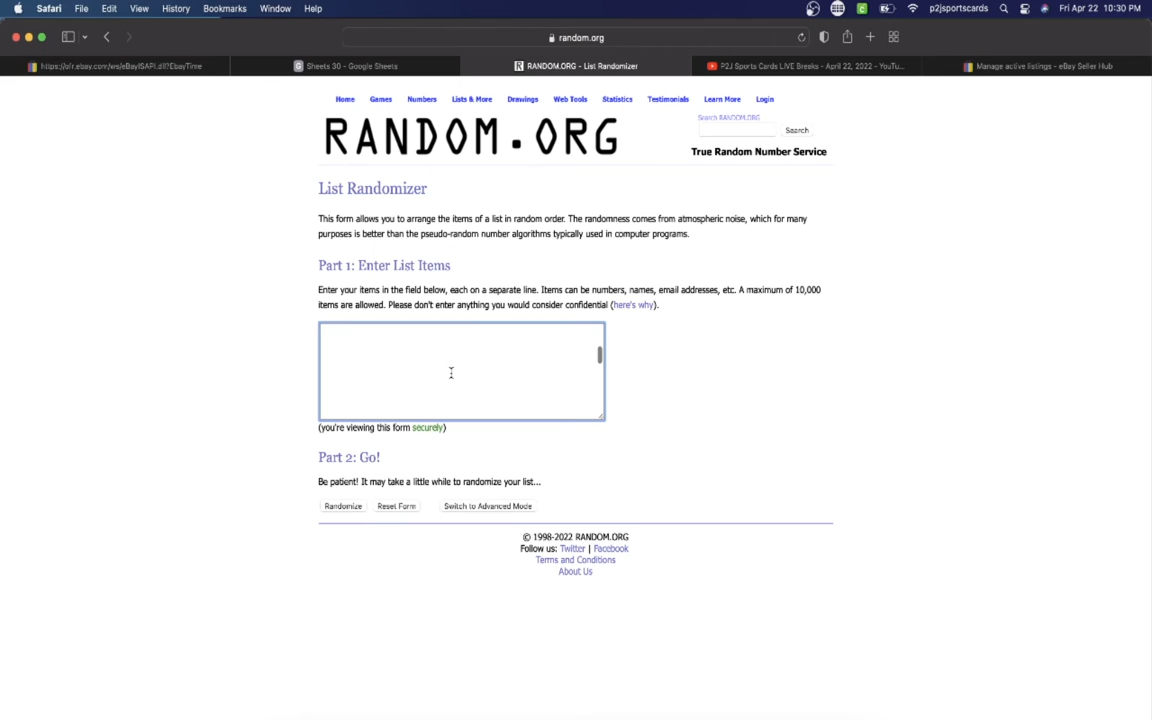 Safari File Edit View History Bookmarks Window Help p2jsportscards Fri Apr 22 10:30 PM
random.org
https://ofr.ebay.com/ws/eBayISAPI.dll?EbayTime Sheets 30 - Google Sheets RANDOM.ORG - List Randomizer P2J Sports Cards LIVE Breaks - April 22, 2022 - YouTu... Manage active listings - eBay Seller Hub
Home Games Numbers Lists & More Drawings Web Tools Statistics Testimonials Learn More Login
Search RANDOM.ORG
RANDOM.ORG
Search
True Random Number Service
List Randomizer
This form allows you to arrange the items of a list in random order. The randomness comes from atmospheric noise, which for many
purposes is better than the pseudo-random number algorithms typically used in computer programs.
Part 1: Enter List Items
Enter your items in the field below, each on a separate line. Items can be numbers, names, email addresses, etc. A maximum of 10,000
items are allowed. Please don't enter anything you would consider confidential (here's why).
(you're viewing this form securely)
Part 2: Go!
Be patient! It may take a little while to randomize your list...
Randomize Reset Form Switch to Advanced Mode
© 1998-2022 RANDOM.ORG
Follow us: Twitter | Facebook
Terms and Conditions
About Us